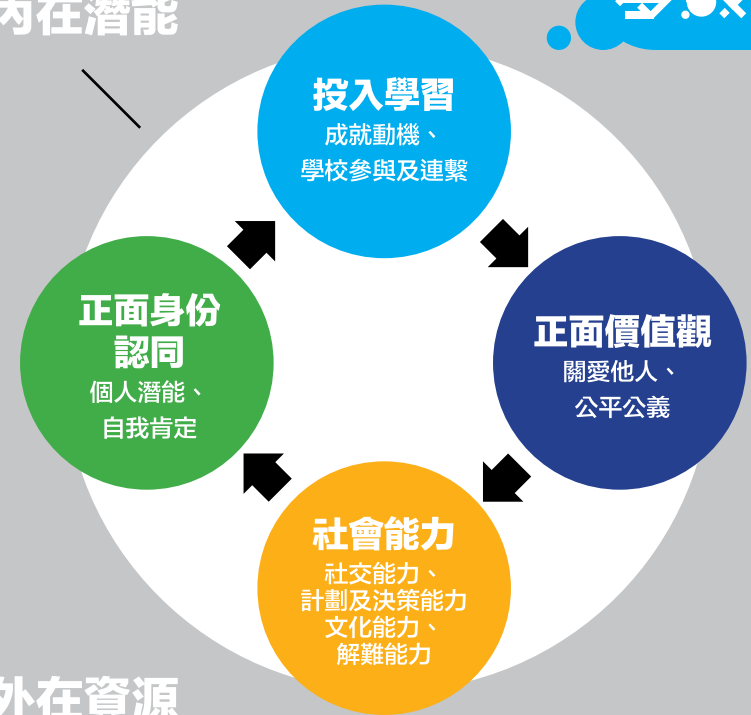 內在潛能
投入學習
成就動機、
學校參與及連繫
正面身份
認同
個人潛能、
自我肯定
正面價值觀
關愛他人、
公平公義
社會能力
社交能力、
計劃及決策能力
文化能力、
解難能力
外在資源